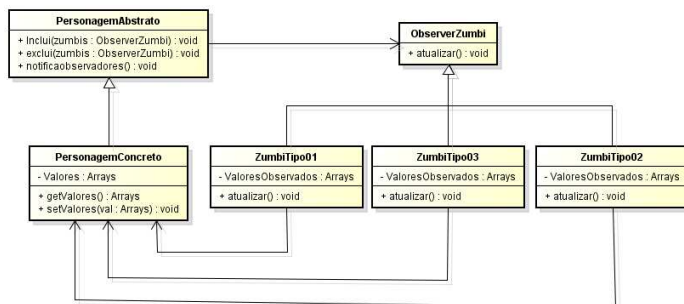 PersonagemAbstrato
+ Inclui(zumbis : ObserverZumbi) : void
+ exclui(zumbis : ObserverZumbi) : void
+ notificaobservadores() : void
ObserverZumbi
+ atualizar() : void
PersonagemConcreto
- Valores : Arrays
+ getValores() : Arrays
+ setValores(val : Arrays) : void
ZumbiTipo01
- ValoresObservados : Arrays
+ atualizar() : void
ZumbiTipo03
- ValoresObservados : Arrays
+ atualizar() : void
ZumbiTipo02
- ValoresObservados : Arrays
+ atualizar() : void